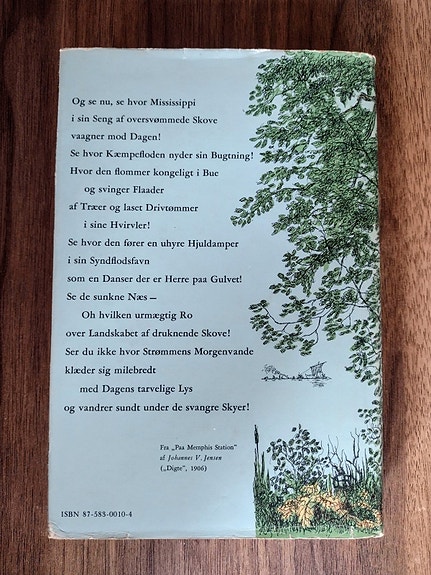 Og se nu, se hvor Mississippi
i sin Seng af oversvømmede Skove
vaagner mod Dagen!
Se hvor Kæmpefloden nyder sin Bugtning!
Hvor den flommer kongeligt i Bue
og svinger Flaader
af Træer og laset Drivtømmer
i sine Hvirvler!
Se hvor den fører en uhyre Hjuldamper
i sin Syndflodsfavn
som en Danser der er Herre paa Gulvet!
Se de sunkne Næs —
Oh hvilken urmægtig Ro
over Landskabet af druknende Skove!
Ser du ikke hvor Strømmens Morgenvande
klæder sig milebredt
med Dagens tarvelige Lys
og vandrer sundt under de svangre Skyer!
Fra „Paa Memphis Station"
af Johannes V. Jensen
(„Digte", 1906)
ISBN 87-583-0010-4